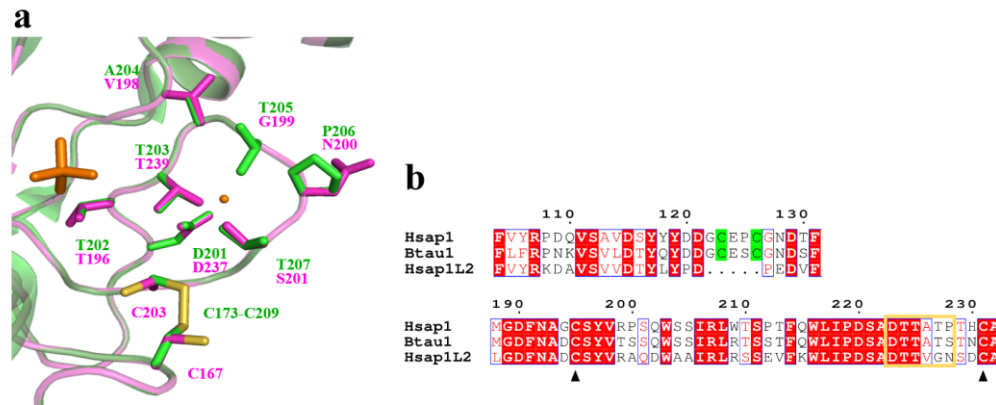 a
A204
V198
T205
G199
P206
N200
T203
T239
T202
T196
D201
D237
T207
S201
C203
C173-C209
C167
b
110 120 130
Hsap1 FVYRPDQVSAVDSYYYDDGCEPCGNDTF
Btau1 FLFRPNKVSVLDTYQYDDGCESCGNDSF
Hsap1L2 FVYRKDAVSVVDTYLYPD.....PEDVF
190 200 210 220 230
Hsap1 MGDFNAGCSYVRPSQWSSIRLWTSPTFQWLIPDSADTTATPTHCA
Btau1 MGDFNADCSYVTSSQWSSIRLRTSSTFQWLIPDSADTTATSTNCA
Hsap1L2 LGDFNADCSYVRAQDWAAIRLRSSEVFKWLIPDSADTTVGNSDCA